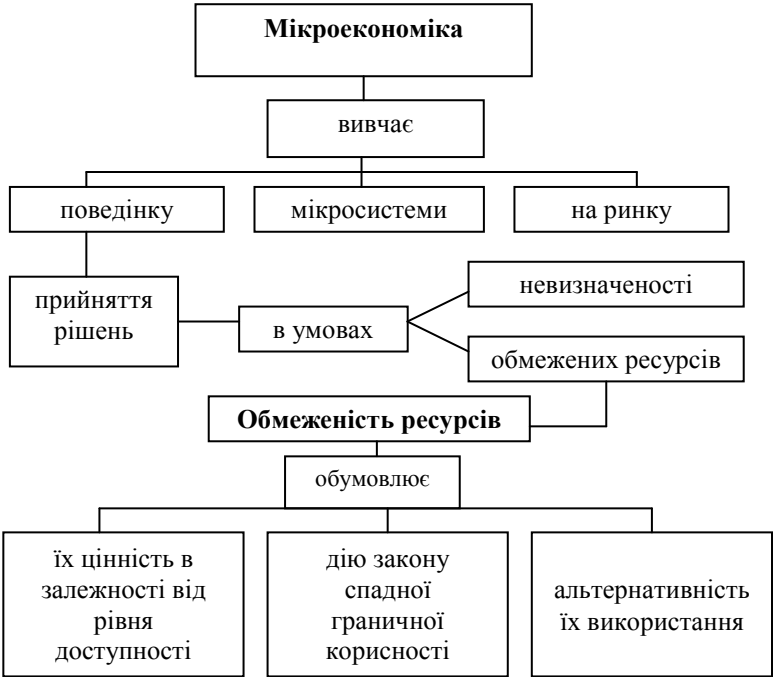 Мікроекономіка
вивчає
поведінку
мікросистеми
на ринку
прийняття
рішень
в умовах
невизначеності
обмежених ресурсів
Обмеженість ресурсів
обумовлює
їх цінність в
залежності від
рівня
доступності
дію закону
спадної
граничної
корисності
альтернативність
їх використання